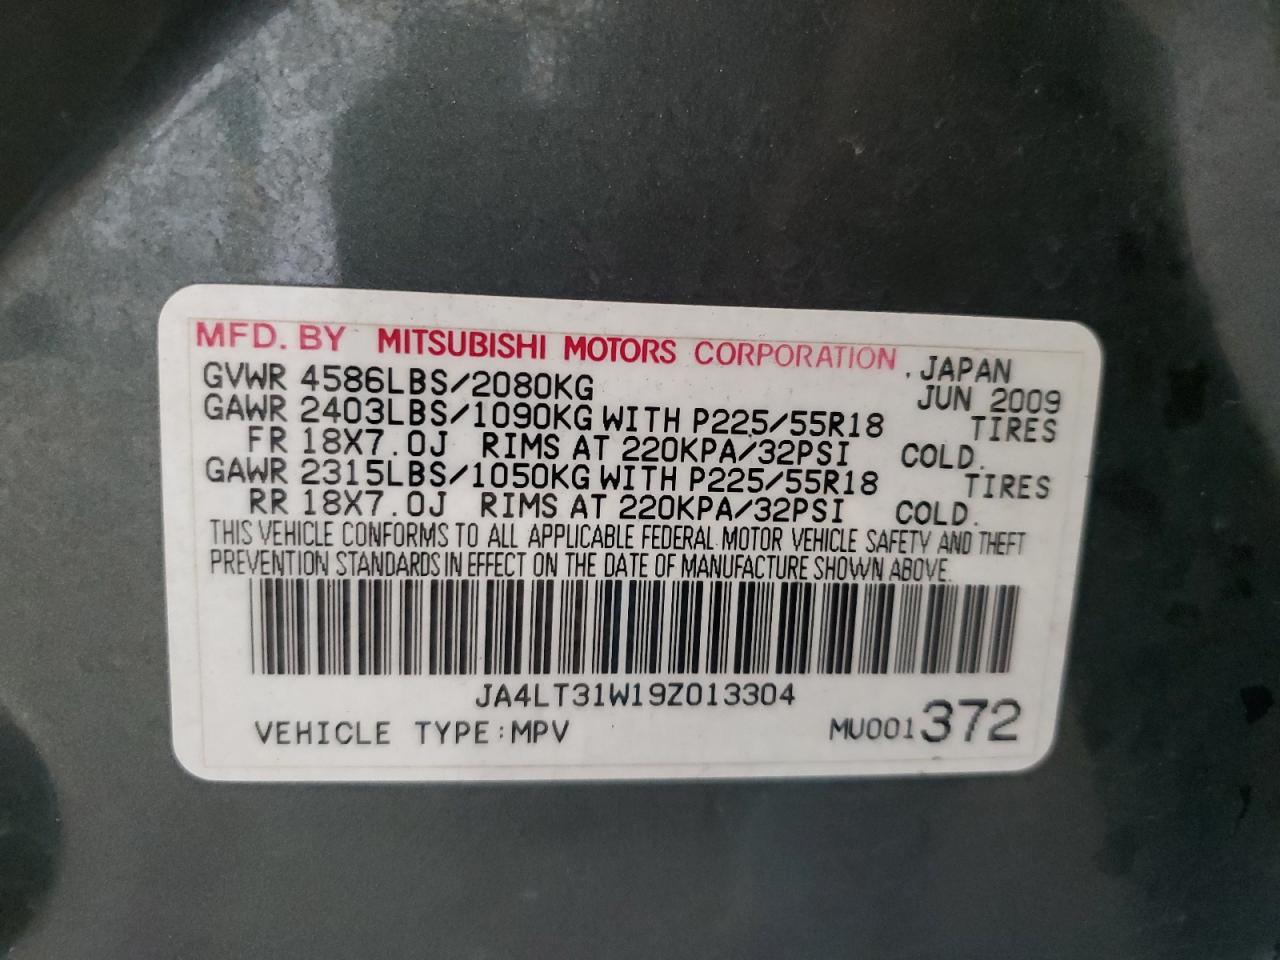 MFD. BY MITSUBISHI MOTORS CORPORATION, JAPAN
GVWR 4586LBS/2080KG JUN 2009
GAWR 2403LBS/1090KG WITH P225/55R18 TIRES
FR 18X7.0J RIMS AT 220KPA/32PSI COLD.
GAWR 2315LBS/1050KG WITH P225/55R18 TIRES
RR 18X7.0J RIMS AT 220KPA/32PSI COLD.
THIS VEHICLE CONFORMS TO ALL APPLICABLE FEDERAL MOTOR VEHICLE SAFETY AND THEFT
PREVENTION STANDARDS IN EFFECT ON THE DATE OF MANUFACTURE SHOWN ABOVE.
JA4LT31W19Z013304
VEHICLE TYPE:MPV MU001372